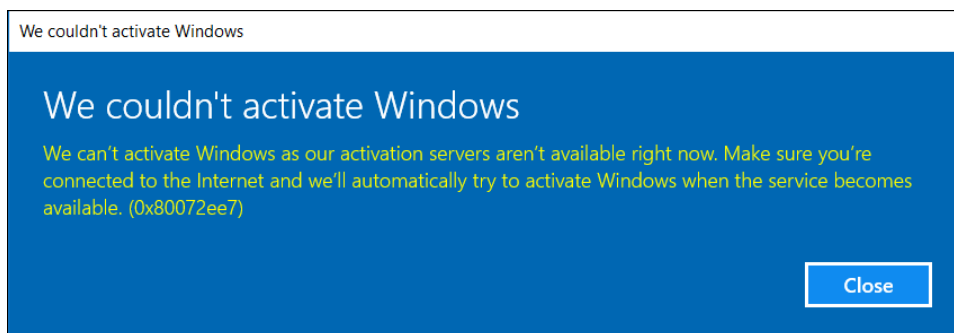 We couldn't activate Windows
We couldn't activate Windows
We can’t activate Windows as our activation servers aren’t available right now. Make sure you’re
connected to the Internet and we’ll automatically try to activate Windows when the service becomes
available. (0x80072ee7)
Close